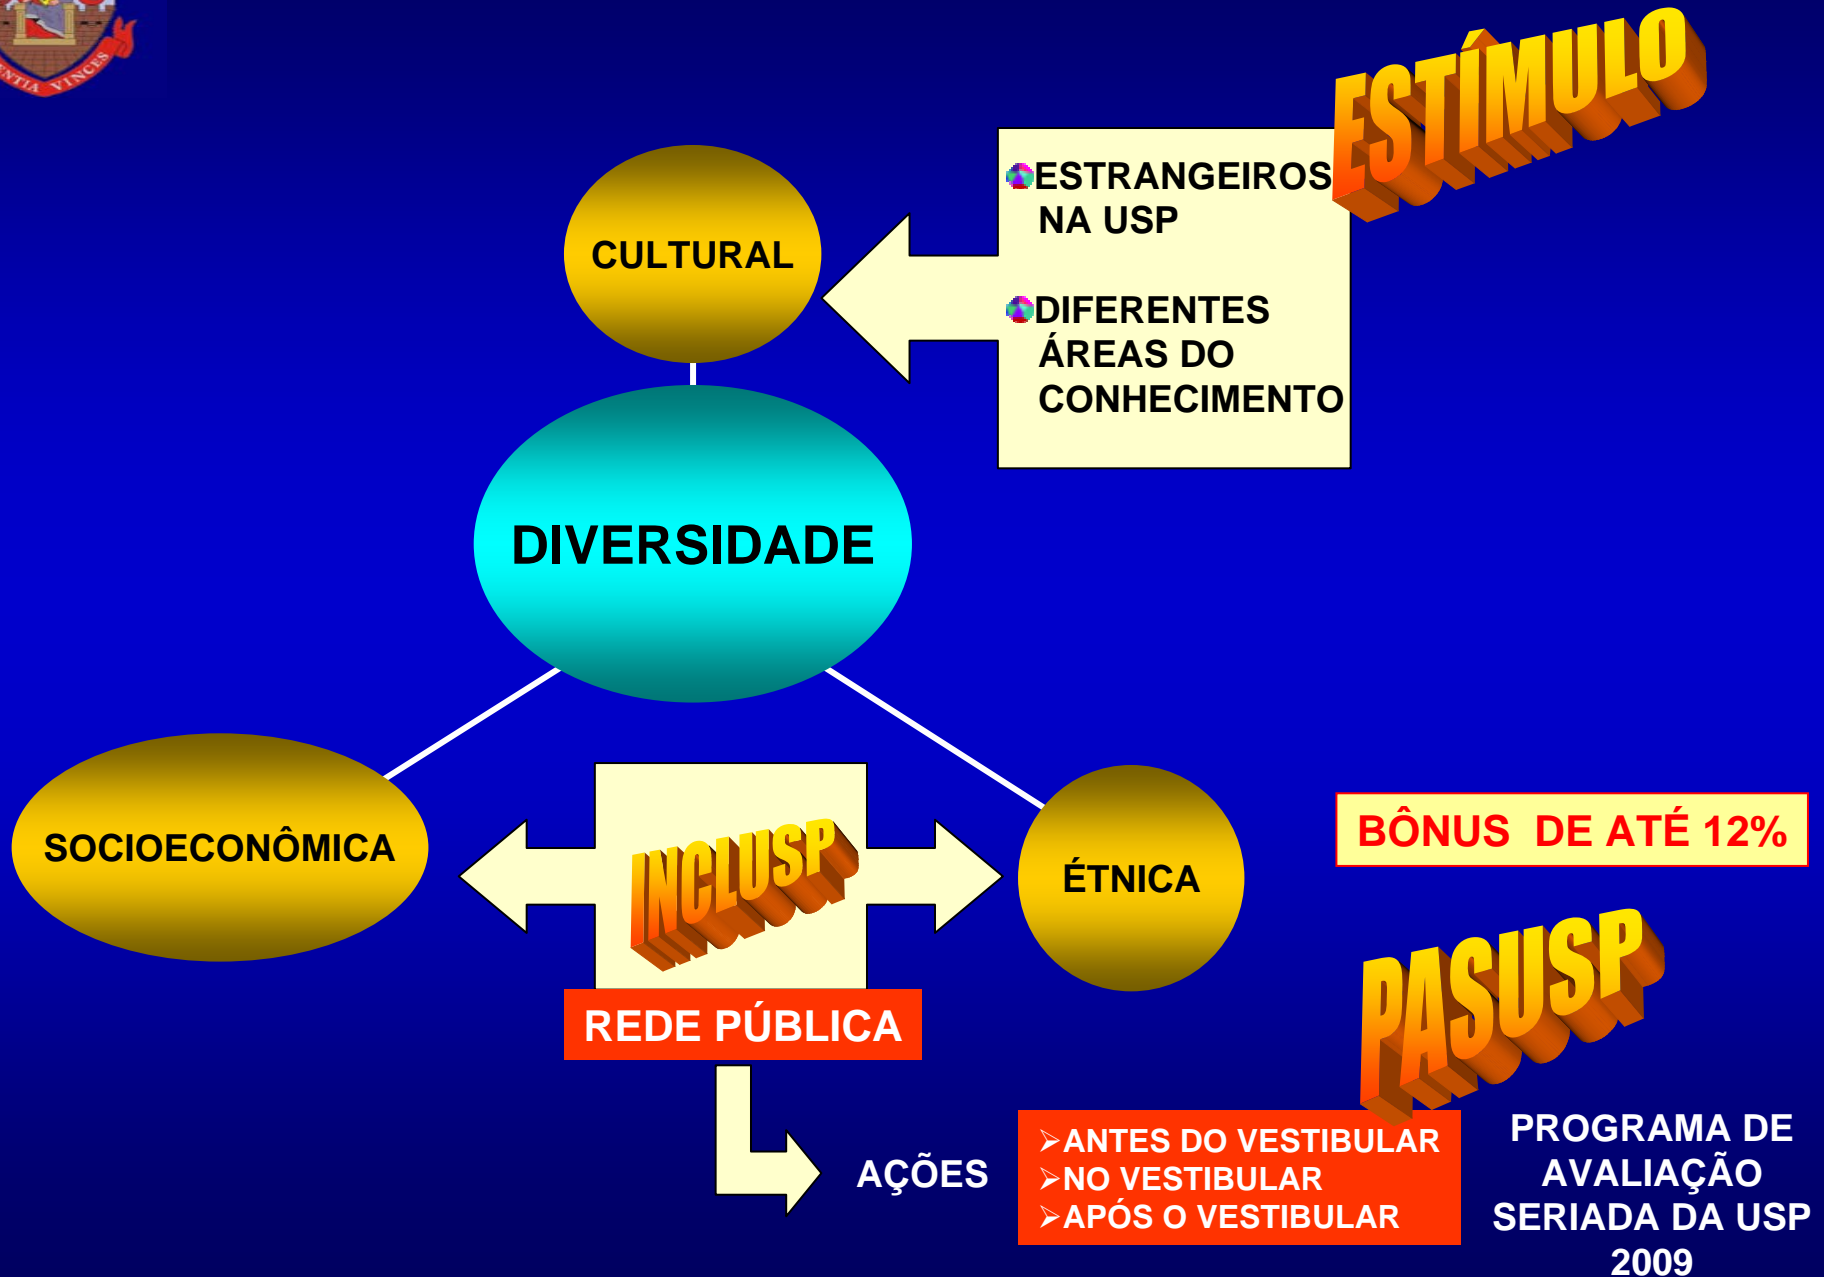 VINCES
ESTÍMULO
ESTRANGEIROS
NA USP
DIFERENTES
ÁREAS DO
CONHECIMENTO
CULTURAL
DIVERSIDADE
SOCIOECONÔMICA
INCLUSP
ÉTNICA
BÔNUS DE ATÉ 12%
REDE PÚBLICA
PASUSP
AÇÕES
➢ANTES DO VESTIBULAR
➢NO VESTIBULAR
➢APÓS O VESTIBULAR
PROGRAMA DE
AVALIAÇÃO
SERIADA DA USP
2009